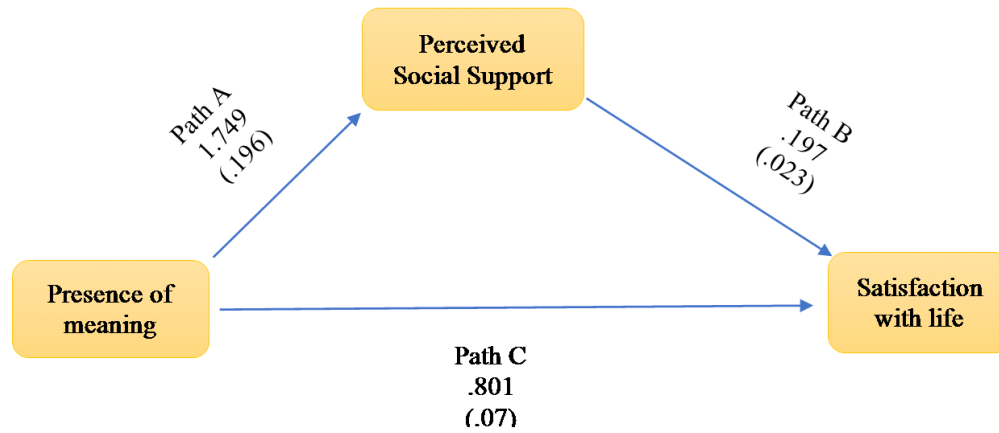 Perceived
Social Support
Path A
1.749
(.196)
Path B
.197
(.023)
Presence of
meaning
Satisfaction
with life
Path C
.801
(.07)